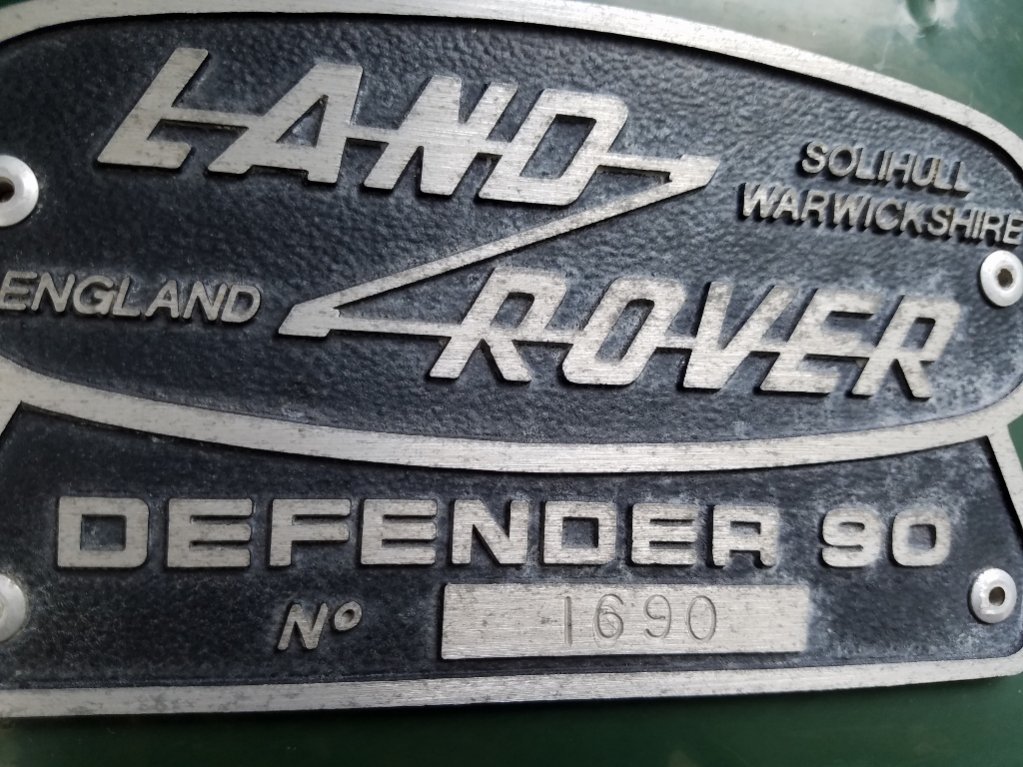 LAND
SOLIHULL
WARWICKSHIRE
ENGLAND
ROVER
DEFENDER 90
Nº 1690